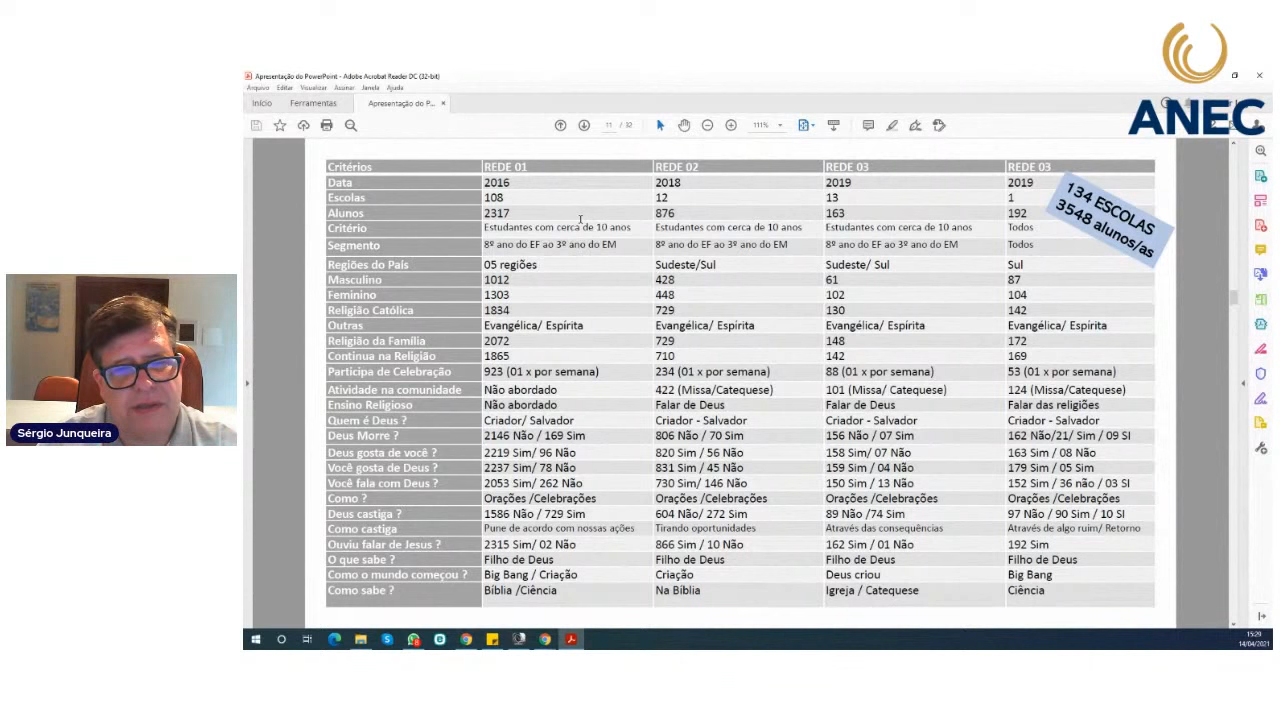 Apresentação do PowerPoint - Adobe Acrobat Reader DC (32-bit)
Arquivo Editar Visualizar Assinar Janela Ajuda
Início Ferramentas Apresentação do P... ×
11 / 32 111%
ANEC
Critérios REDE 01 REDE 02 REDE 03 REDE 03
Data 2016 2018 2019 2019
Escolas 108 12 13 1
Alunos 2317 876 163 192
Critério Estudantes com cerca de 10 anos Estudantes com cerca de 10 anos Estudantes com cerca de 10 anos Todos
Segmento 8º ano do EF ao 3º ano do EM 8º ano do EF ao 3º ano do EM 8º ano do EF ao 3º ano do EM Todos
134 ESCOLAS
3548 alunos/as
Regiões do País 05 regiões Sudeste/Sul Sudeste/ Sul Sul
Masculino 1012 428 61 87
Feminino 1303 448 102 104
Religião Católica 1834 729 130 142
Outras Evangélica/ Espírita Evangélica/ Espírita Evangélica/ Espírita Evangélica/ Espírita
Religião da Família 2072 729 148 172
Continua na Religião 1865 710 142 169
Participa de Celebração 923 (01 x por semana) 234 (01 x por semana) 88 (01 x por semana) 53 (01 x por semana)
Atividade na comunidade Não abordado 422 (Missa/Catequese) 101 (Missa/ Catequese) 124 (Missa/Catequese)
Ensino Religioso Não abordado Falar de Deus Falar de Deus Falar das religiões
Quem é Deus ? Criador/ Salvador Criador - Salvador Criador - Salvador Criador - Salvador
Deus Morre ? 2146 Não / 169 Sim 806 Não / 70 Sim 156 Não / 07 Sim 162 Não/21/ Sim / 09 SI
Deus gosta de você ? 2219 Sim/ 96 Não 820 Sim / 56 Não 158 Sim/ 07 Não 163 Sim / 08 Não
Você gosta de Deus ? 2237 Sim/ 78 Não 831 Sim / 45 Não 159 Sim / 04 Não 179 Sim / 05 Sim
Você fala com Deus ? 2053 Sim/ 262 Não 730 Sim/ 146 Não 150 Sim / 13 Não 152 Sim / 36 não / 03 SI
Como ? Orações /Celebrações Orações /Celebrações Orações /Celebrações Orações /Celebrações
Deus castiga ? 1586 Não / 729 Sim 604 Não/ 272 Sim 89 Não /74 Sim 97 Não / 90 Sim / 10 SI
Como castiga Pune de acordo com nossas ações Tirando oportunidades Através das consequências Através de algo ruim/ Retorno
Ouviu falar de Jesus ? 2315 Sim/ 02 Não 866 Sim / 10 Não 162 Sim / 01 Não 192 Sim
O que sabe ? Filho de Deus Filho de Deus Filho de Deus Filho de Deus
Como o mundo começou ? Big Bang / Criação Criação Deus criou Big Bang
Como sabe ? Bíblia /Ciência Na Bíblia Igreja / Catequese Ciência
Sérgio Junqueira
15:29
14/04/2021